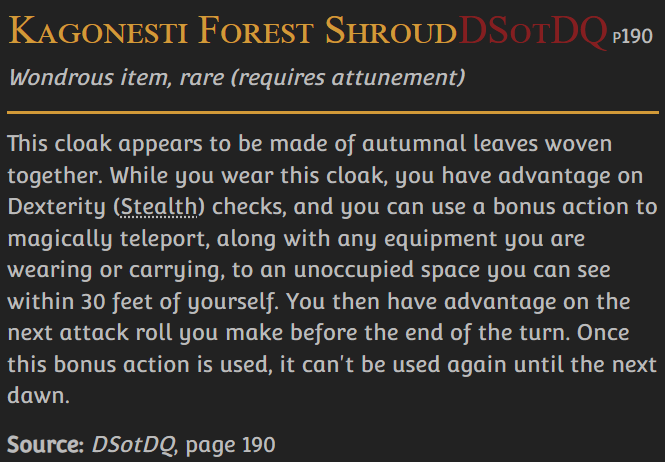 Kagonesti Forest Shroud DSotDQ p190
Wondrous item, rare (requires attunement)
This cloak appears to be made of autumnal leaves woven
together. While you wear this cloak, you have advantage on
Dexterity (Stealth) checks, and you can use a bonus action to
magically teleport, along with any equipment you are
wearing or carrying, to an unoccupied space you can see
within 30 feet of yourself. You then have advantage on the
next attack roll you make before the end of the turn. Once
this bonus action is used, it can't be used again until the next
dawn.
Source: DSotDQ, page 190